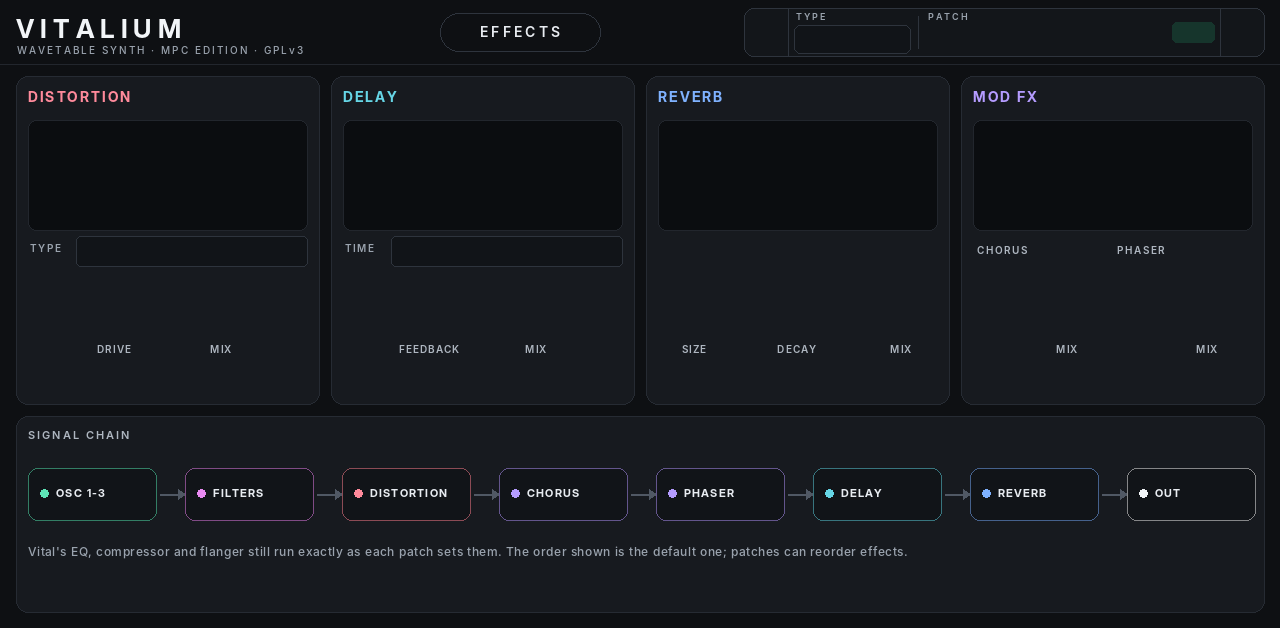 VITALIUM
WAVETABLE SYNTH · MPC EDITION · GPLv3
EFFECTS
TYPE
PATCH
DISTORTION
DELAY
REVERB
MOD FX
TYPE
TIME
CHORUS
PHASER
DRIVE
MIX
FEEDBACK
MIX
SIZE
DECAY
MIX
MIX
MIX
SIGNAL CHAIN
OSC 1-3
FILTERS
DISTORTION
CHORUS
PHASER
DELAY
REVERB
OUT
Vital's EQ, compressor and flanger still run exactly as each patch sets them. The order shown is the default one; patches can reorder effects.